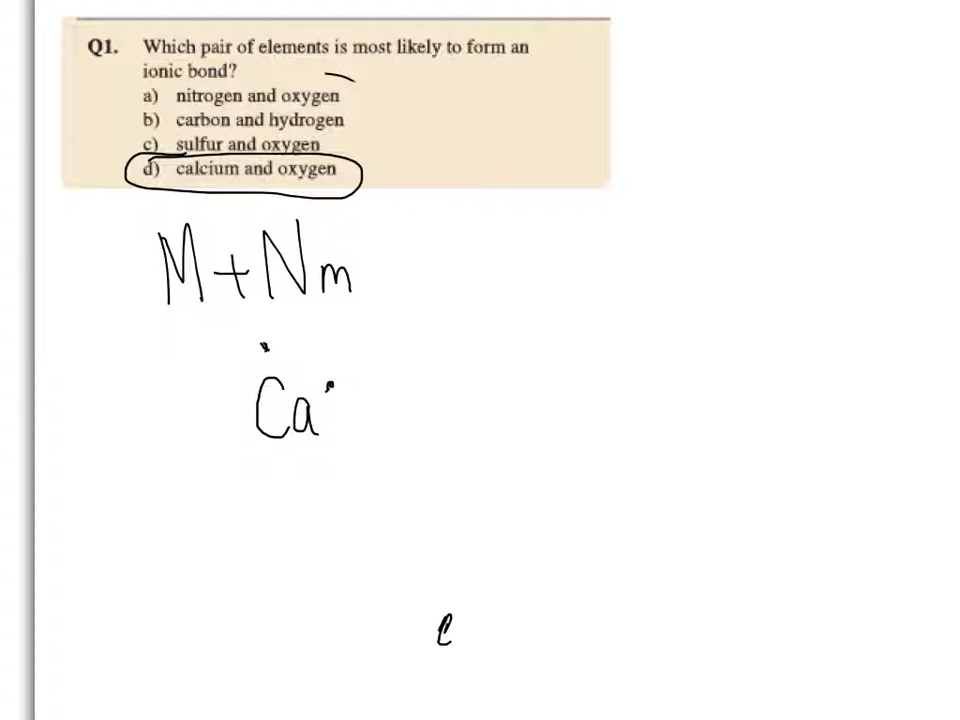 Q1. Which pair of elements is most likely to form an
ionic bond?
a) nitrogen and oxygen
b) carbon and hydrogen
c) sulfur and oxygen
d) calcium and oxygen
M+Nm
Ca
e